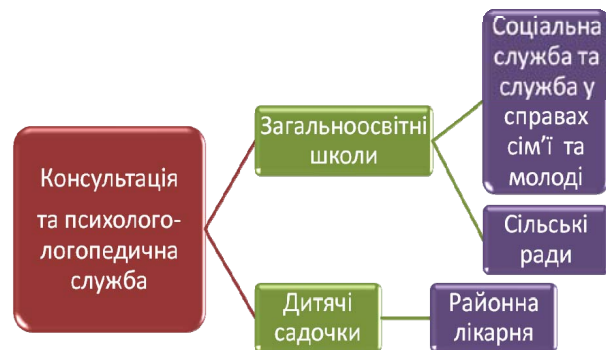 Консультація
та психолого-
логопедична
служба
Загальноосвітні
школи
Соціальна
служба та
служба у
справах
сім'ї та
молоді
Сільські
ради
Дитячі
садочки
Районна
лікарня